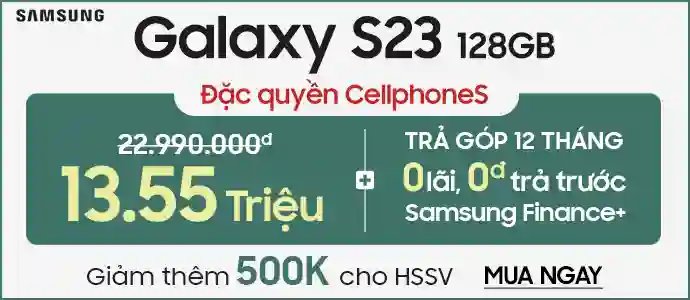 SAMSUNG
Galaxy S23 128GB
Đặc quyền CellphoneS
22.990.000đ
13.55 Triệu
TRẢ GÓP 12 THÁNG
0 lãi, 0đ trả trước
Samsung Finance+
Giảm thêm 500K cho HSSV MUA NGAY